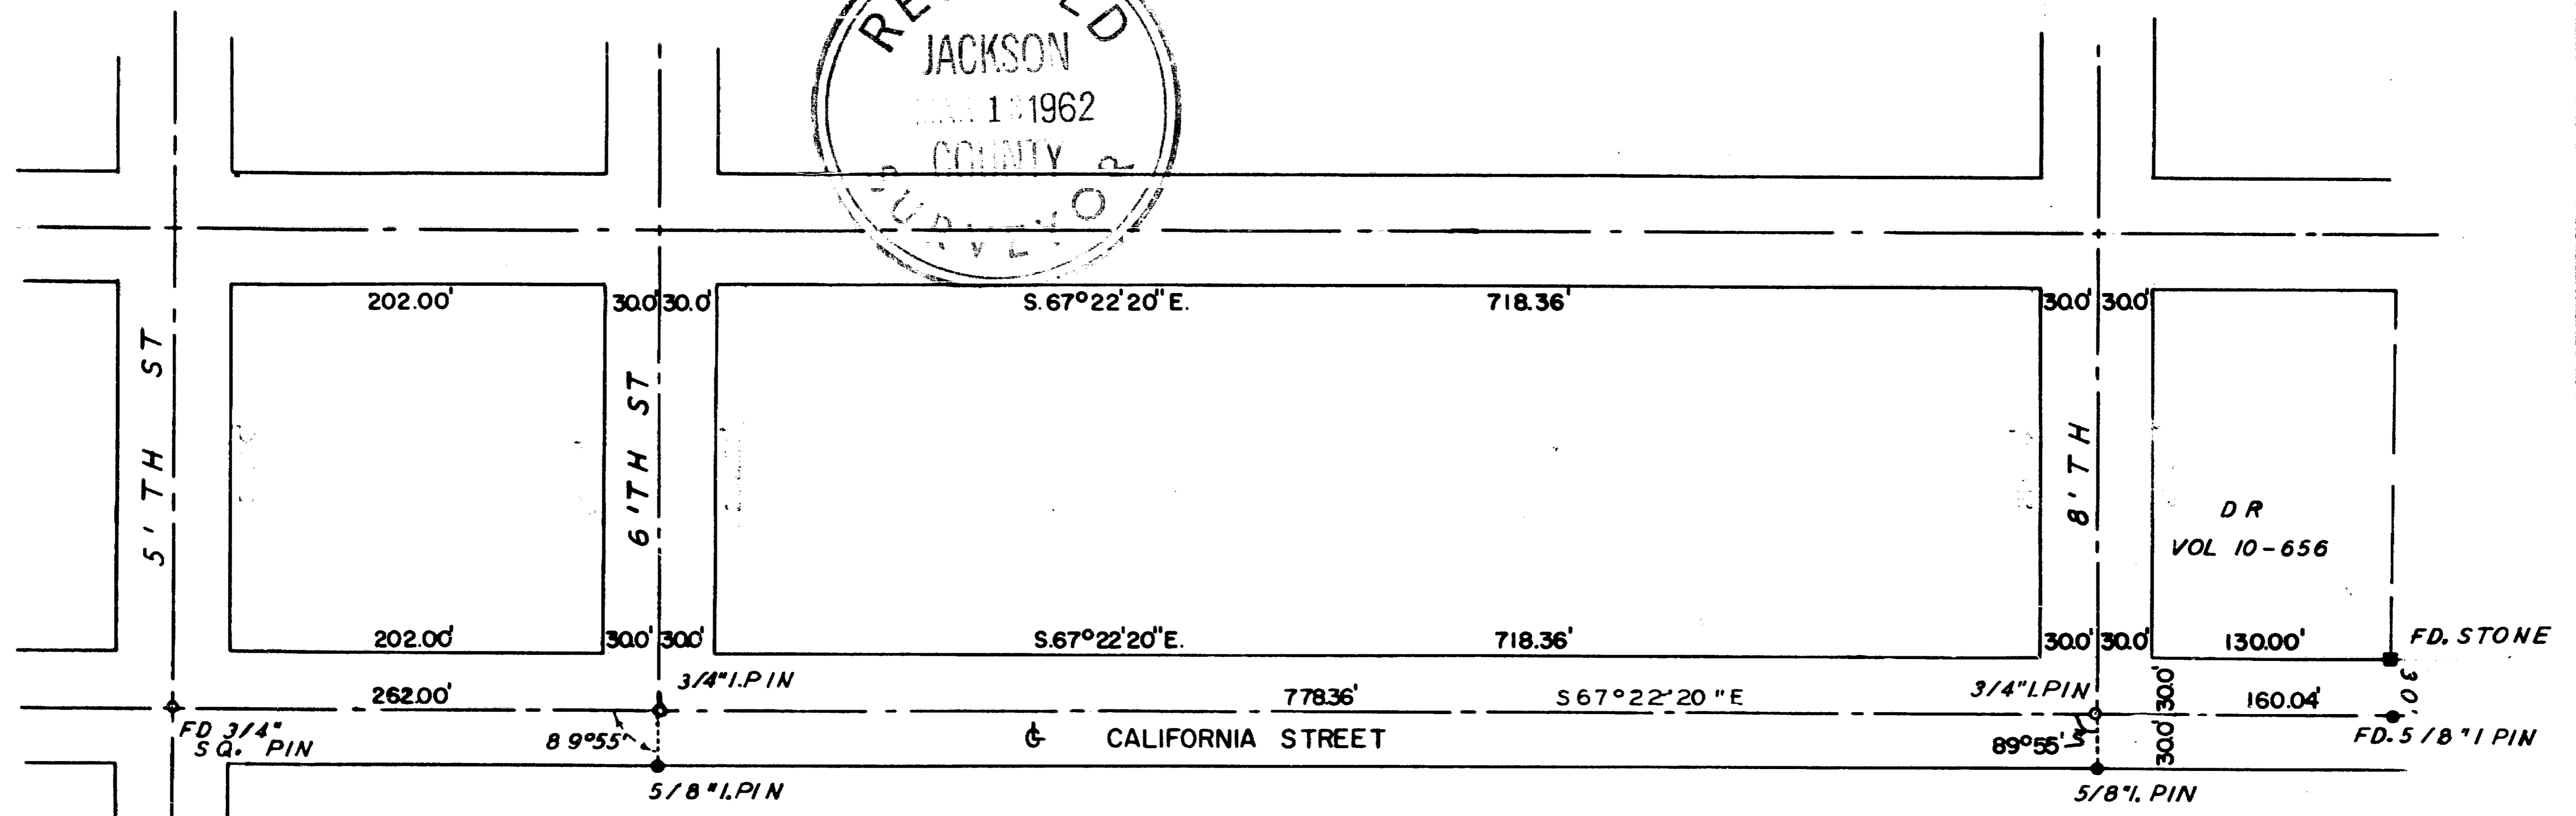 JACKSON
1 1962
COUNTY
SURVEYOR
202.00' 30.0' 30.0' S.67°22'20"E. 718.36' 30.0' 30.0'
5'TH ST
6'TH ST
8'TH
DR
VOL 10-656
202.00' 30.0' 30.0' S.67°22'20"E. 718.36' 30.0' 30.0' 130.00' FD. STONE
3/4" I. PIN
262.00' 778.36' S 67°22'20"E 3/4" I. PIN 30.0' 160.04' 30'
FD 3/4"
SQ. PIN
89°55' ℄ CALIFORNIA STREET 89°55' 30.0' FD. 5/8" I PIN
5/8" I. PIN
5/8" I. PIN